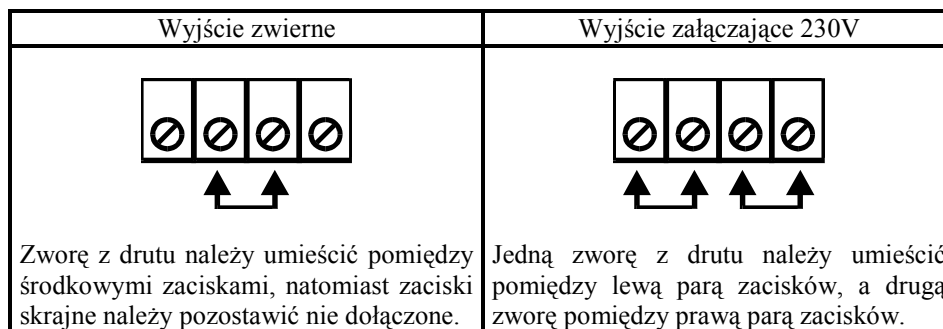 Wyjście zwierne
Wyjście załączające 230V
Zworę z drutu należy umieścić pomiędzy
środkowymi zaciskami, natomiast zaciski
skrajne należy pozostawić nie dołączone.
Jedną zworę z drutu należy umieścić
pomiędzy lewą parą zacisków, a drugą
zworę pomiędzy prawą parą zacisków.